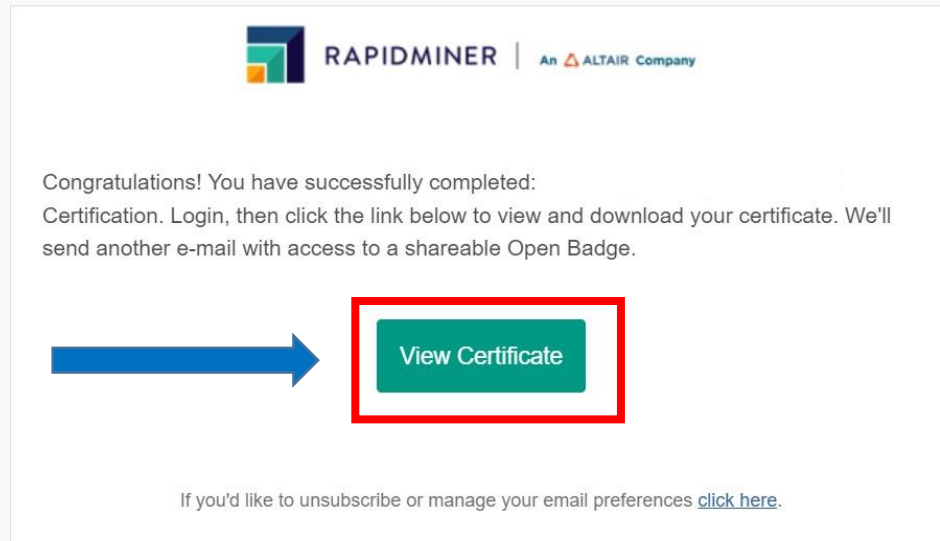 RAPIDMINER | An ALTAIR Company
Congratulations! You have successfully completed:
Certification. Login, then click the link below to view and download your certificate. We'll
send another e-mail with access to a shareable Open Badge.
View Certificate
If you'd like to unsubscribe or manage your email preferences click here.